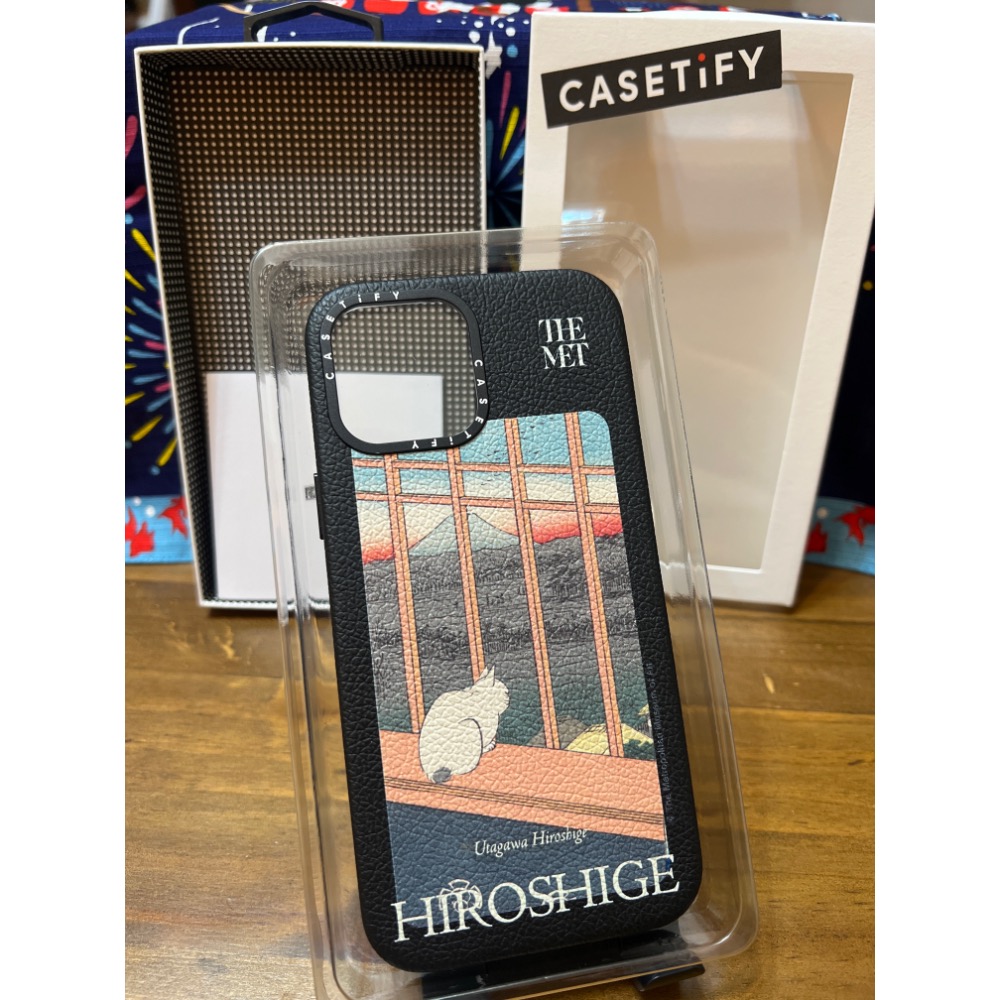 CASETiFY
CASETiFY
CASETiFY
THE
MET
Utagawa Hiroshige
HIROSHIGE